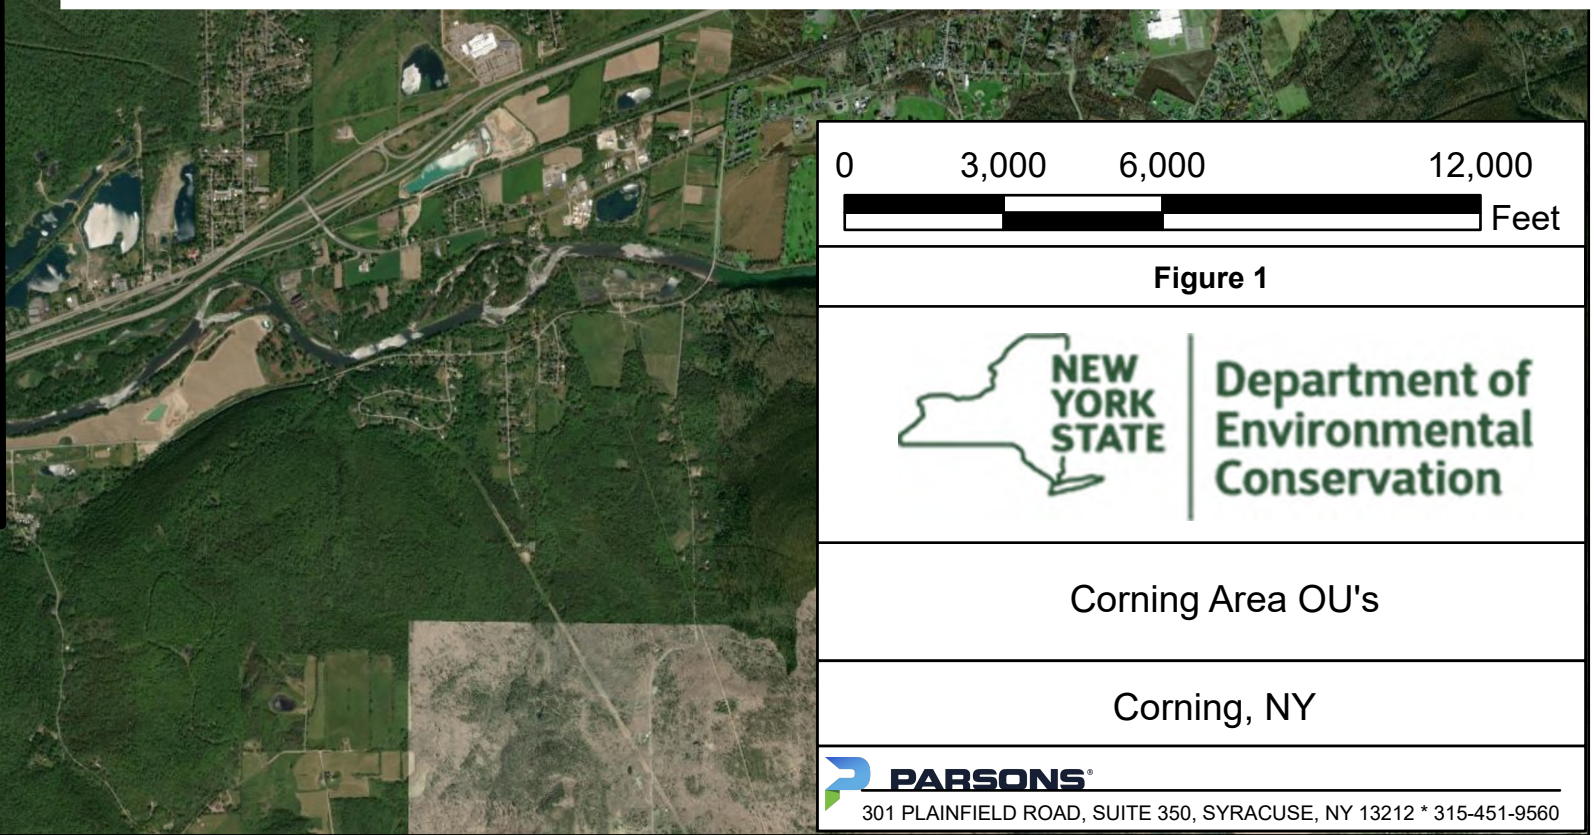 0 3,000 6,000 12,000
Feet
Figure 1
NEW
YORK
STATE
Department of
Environmental
Conservation
Corning Area OU's
Corning, NY
PARSONS®
301 PLAINFIELD ROAD, SUITE 350, SYRACUSE, NY 13212 * 315-451-9560